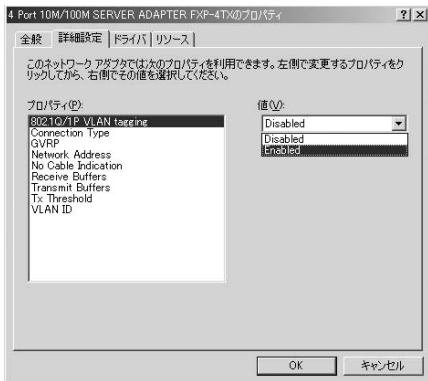 4 Port 10M/100M SERVER ADAPTER FXP-4TXのプロパティ
全般 詳細設定 ドライバ リソース
このネットワーク アダプタでは次のプロパティを利用できます。左側で変更するプロパティをク
リックしてから、右側でその値を選択してください。
プロパティ(P):
値(V):
802.1Q/1P VLAN tagging
Connection Type
GVRP
Network Address
No Cable Indication
Receive Buffers
Transmit Buffers
Tx Threshold
VLAN ID
Disabled
Disabled
Enabled
OK キャンセル